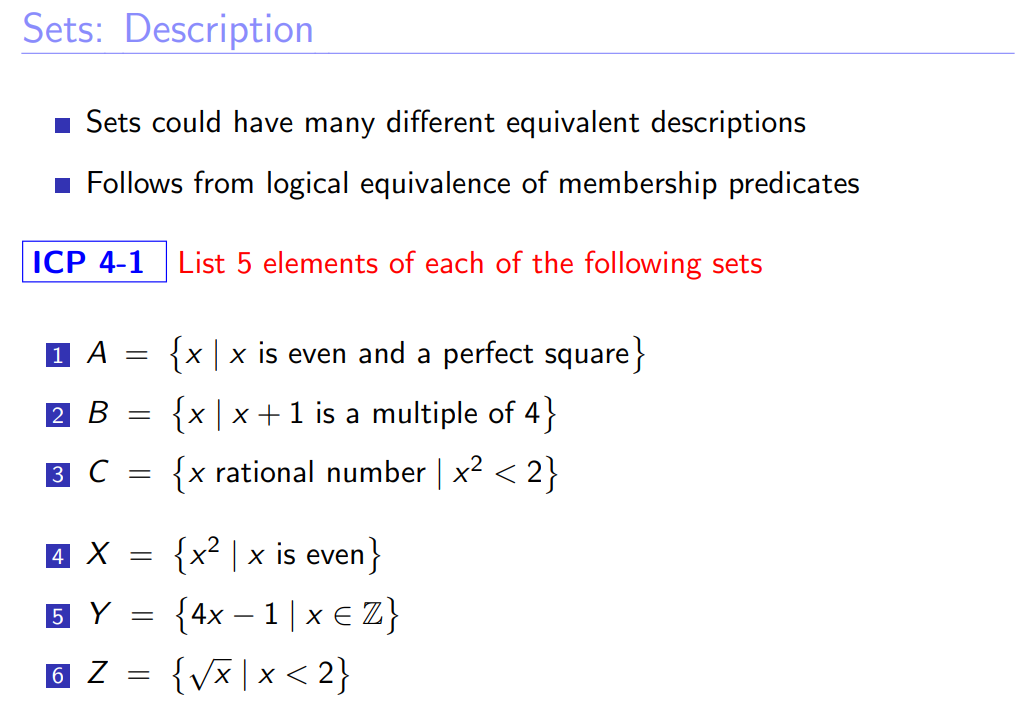 Sets: Description
Sets could have many different equivalent descriptions
Follows from logical equivalence of membership predicates
ICP 4-1 List 5 elements of each of the following sets
1 A = {x | x is even and a perfect square}
2 B = {x | x + 1 is a multiple of 4}
3 C = {x rational number | x² < 2}
4 X = {x² | x is even}
5 Y = {4x − 1 | x ∈ ℤ}
6 Z = {√x | x < 2}